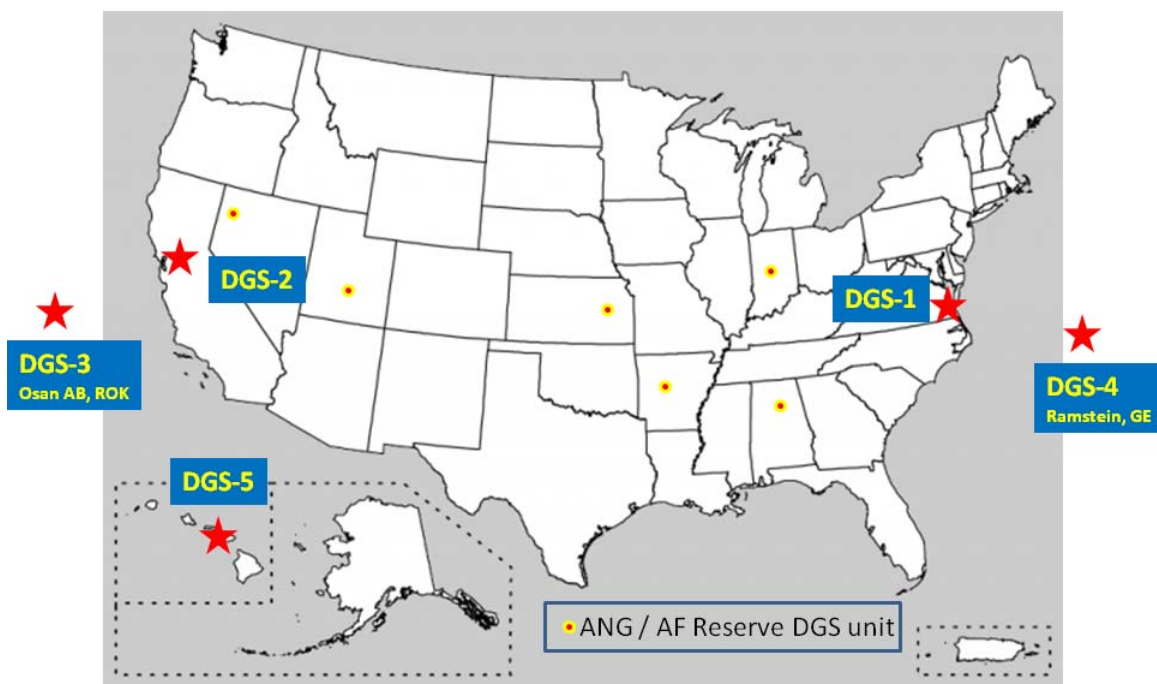 DGS-2
DGS-1
DGS-3
Osan AB, ROK
DGS-4
Ramstein, GE
DGS-5
ANG / AF Reserve DGS unit